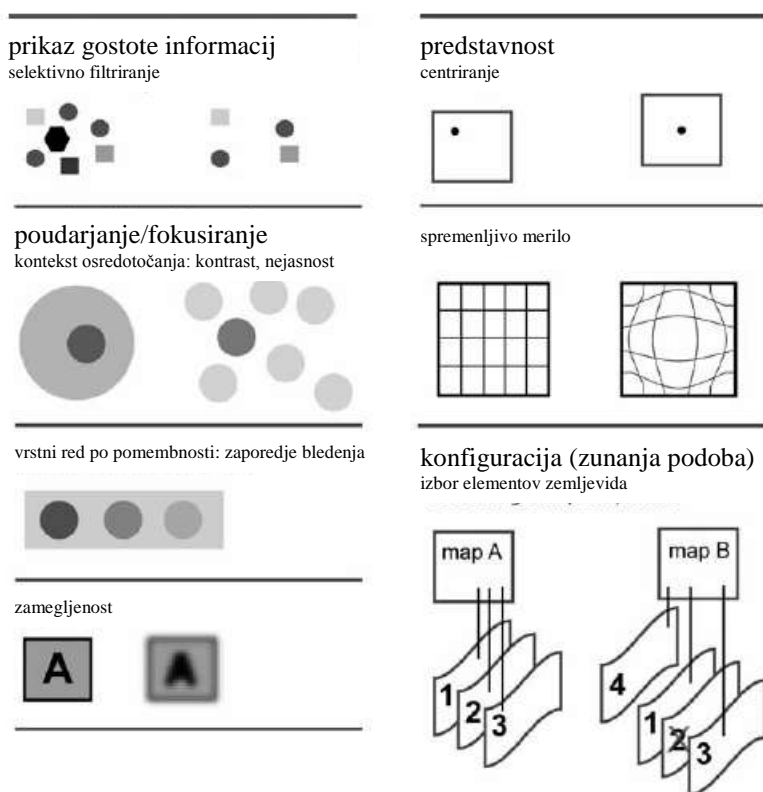 prikaz gostote informacij
selektivno filtriranje
poudarjanje/fokusiranje
kontekst osredotočanja: kontrast, nejasnost
vrstni red po pomembnosti: zaporedje bledenja
zamegljenost
A
A
predstavnost
centriranje
spremenljivo merilo
konfiguracija (zunanja podoba)
izbor elementov zemljevida
map A
1
2
3
map B
4
1
2
3